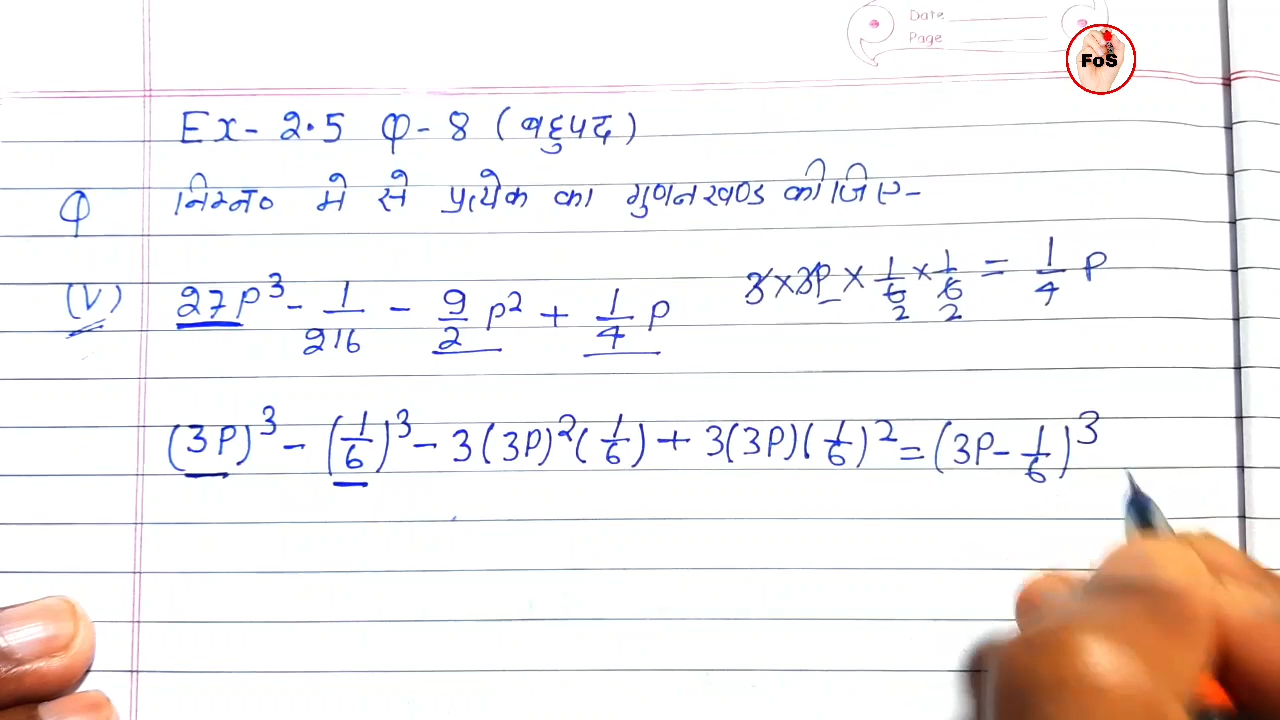 Date
Page
FoS
Ex - 2.5 Q - 8 (बहुपद)
Q निम्न० मे से प्रत्येक का गुणनखण्ड कीजिए-
(V) 27p³ - 1/216 - 9/2 p² + 1/4 p
3×3p × 1/6 × 1/6 = 1/4 p
2 2
(3p)³ - (1/6)³ - 3(3p)²(1/6) + 3(3p)(1/6)² = (3p - 1/6)³